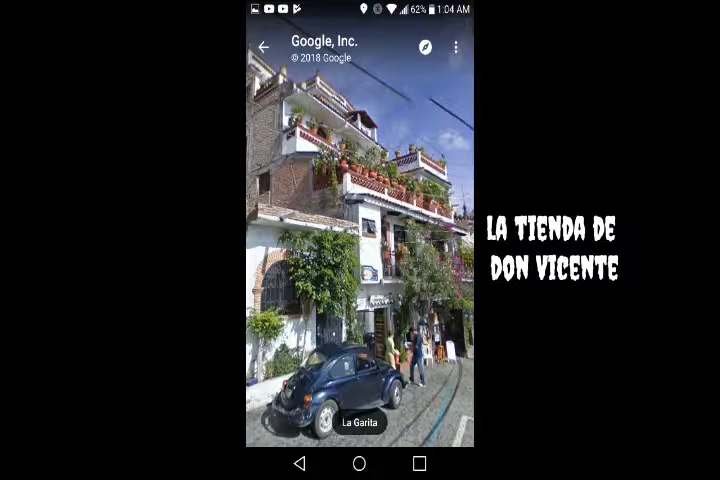 62% 1:04 AM
Google, Inc.
© 2018 Google
LA TIENDA DE
DON VICENTE
La Garita